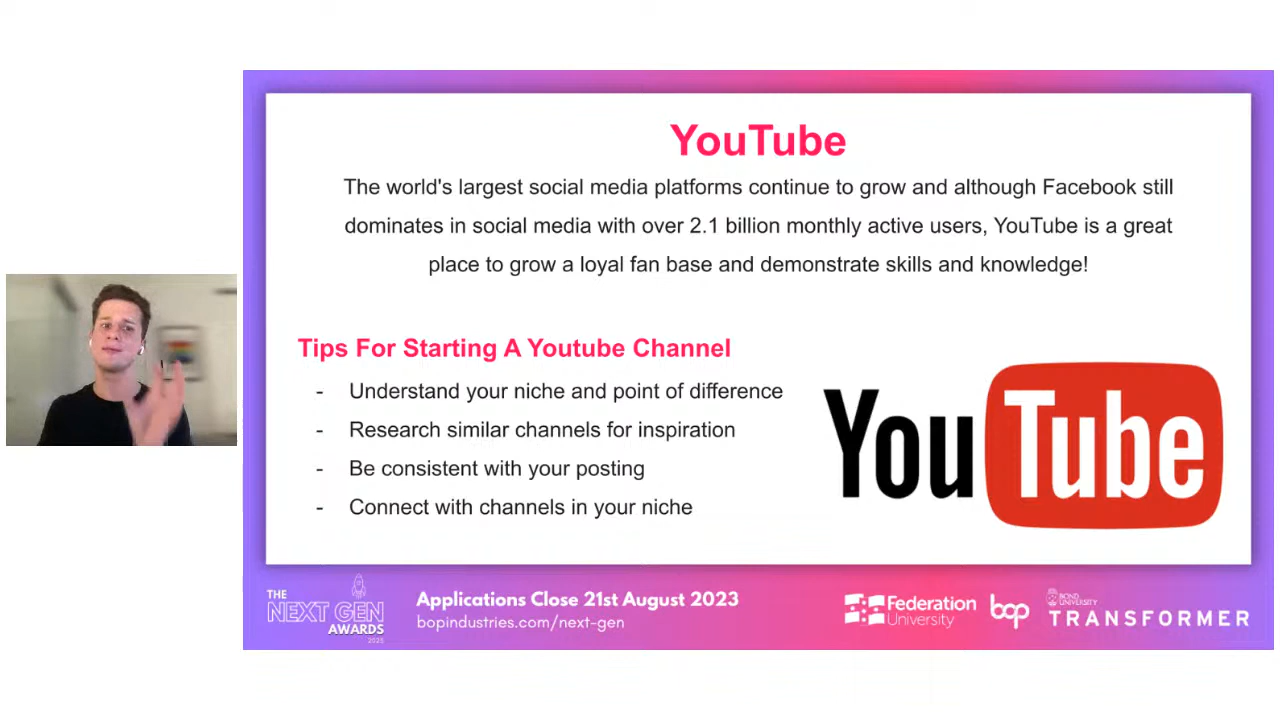 YouTube
The world's largest social media platforms continue to grow and although Facebook still
dominates in social media with over 2.1 billion monthly active users, YouTube is a great
place to grow a loyal fan base and demonstrate skills and knowledge!
Tips For Starting A Youtube Channel
- Understand your niche and point of difference
- Research similar channels for inspiration
- Be consistent with your posting
- Connect with channels in your niche
YouTube
THE
NEXT GEN
AWARDS
Applications Close 21st August 2023
bopindustries.com/next-gen
Federation
University
bop
BOND
UNIVERSITY
TRANSFORMER